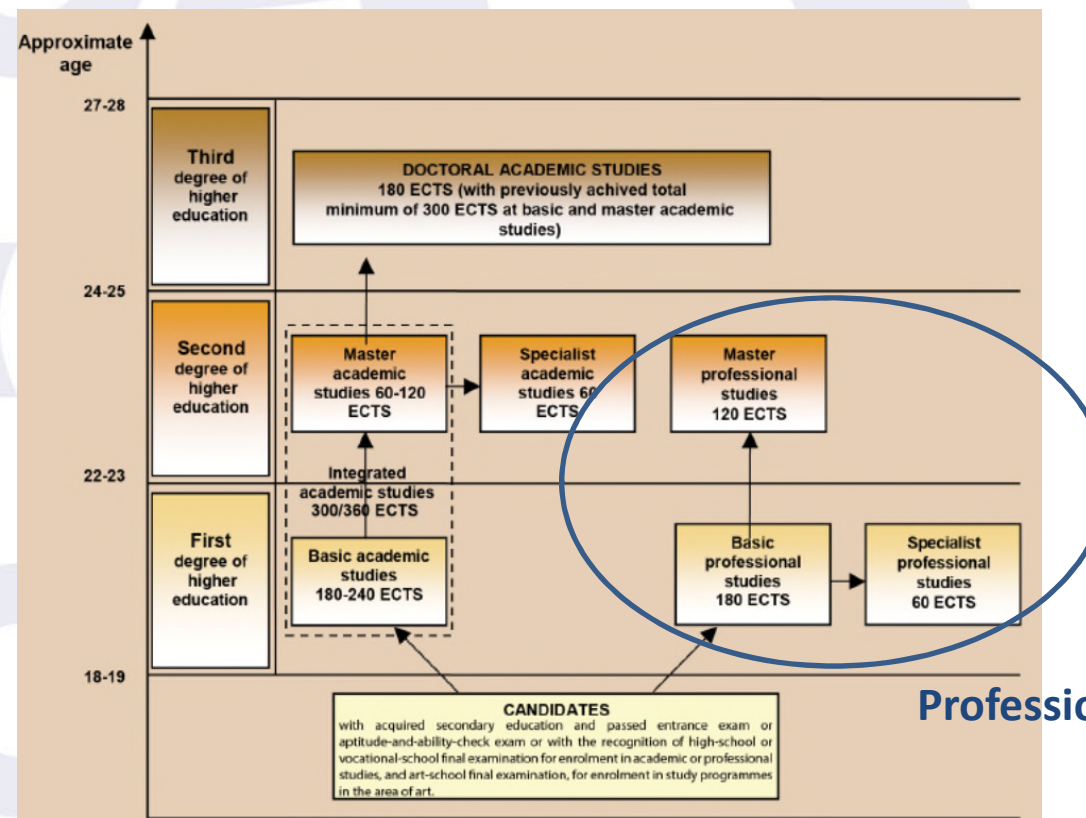 Approximate
age
27-28
Third
degree of
higher
education
DOCTORAL ACADEMIC STUDIES
180 ECTS (with previously achived total
minimum of 300 ECTS at basic and master academic
studies)
24-25
Second
degree of
higher
education
Master
academic
studies 60-120
ECTS
Specialist
academic
studies 60
ECTS
Master
professional
studies
120 ECTS
22-23
Integrated
academic studies
300/360 ECTS
First
degree of
higher
education
Basic academic
studies
180-240 ECTS
Basic
professional
studies
180 ECTS
Specialist
professional
studies
60 ECTS
18-19
CANDIDATES
with acquired secondary education and passed entrance exam or
aptitude-and-ability-check exam or with the recognition of high-school or
vocational-school final examination for enrolment in academic or professional
studies, and art-school final examination, for enrolment in study programmes
in the area of art.